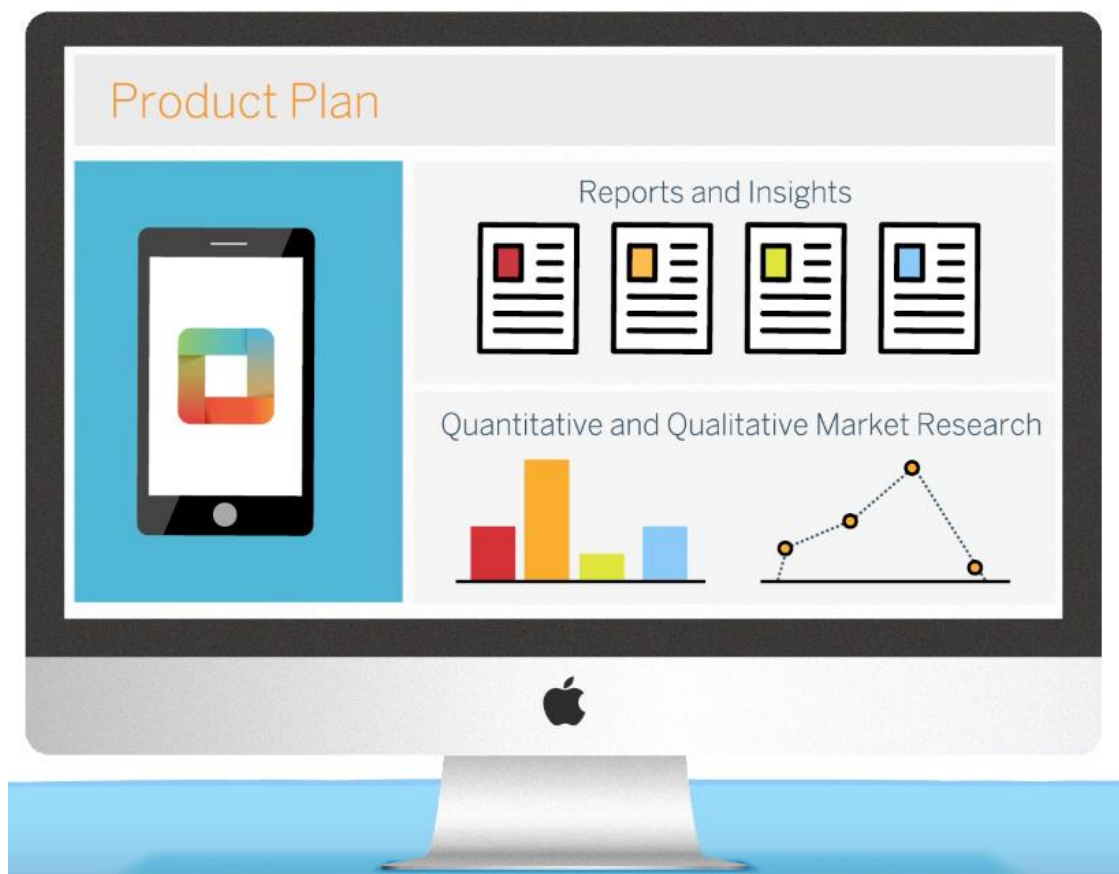 Product Plan
Reports and Insights
Quantitative and Qualitative Market Research